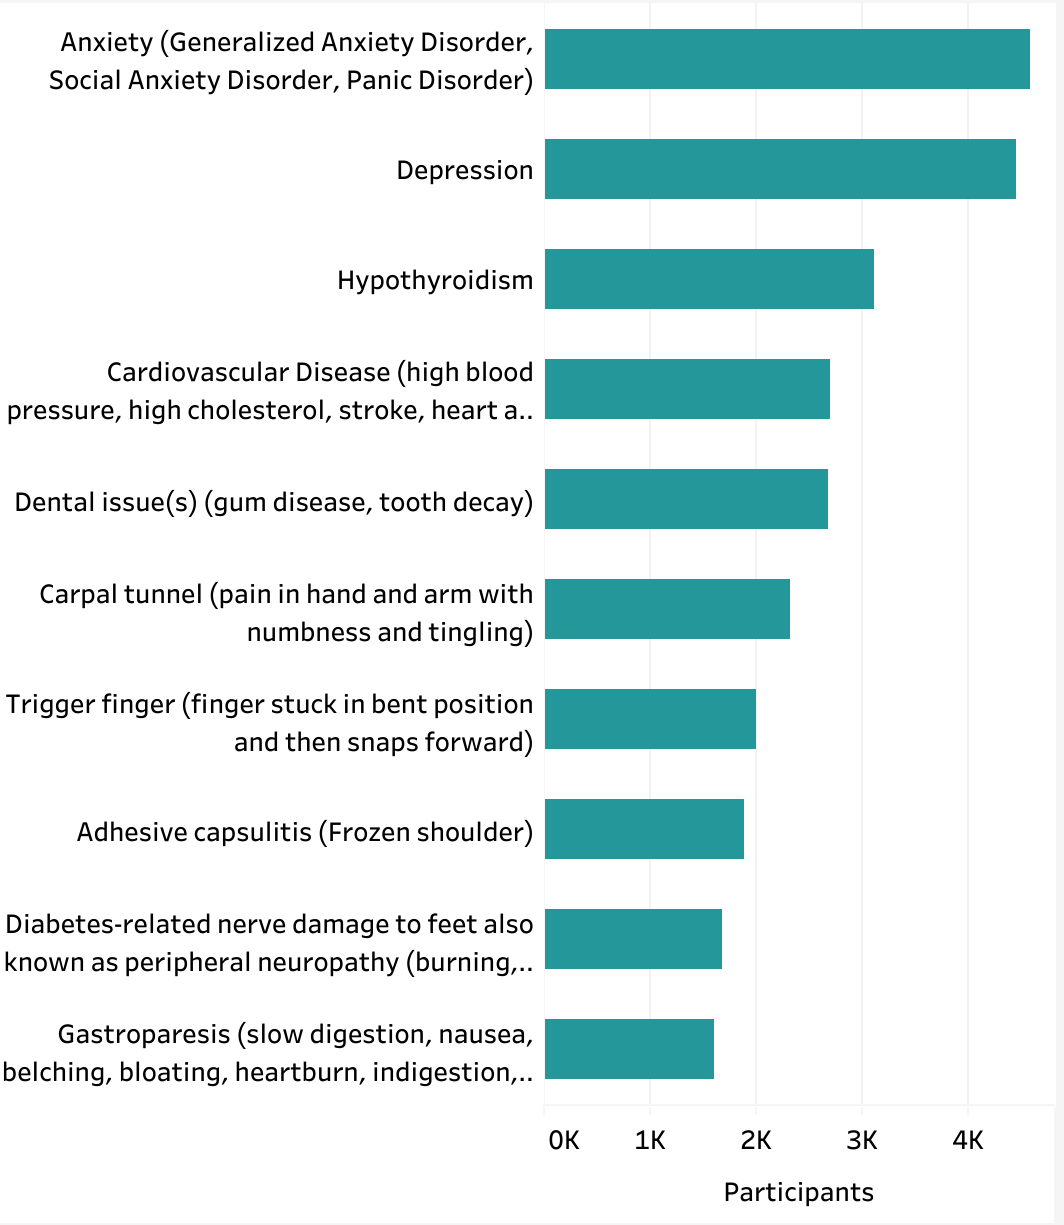 Anxiety (Generalized Anxiety Disorder,
Social Anxiety Disorder, Panic Disorder)
Depression
Hypothyroidism
Cardiovascular Disease (high blood
pressure, high cholesterol, stroke, heart a..
Dental issue(s) (gum disease, tooth decay)
Carpal tunnel (pain in hand and arm with
numbness and tingling)
Trigger finger (finger stuck in bent position
and then snaps forward)
Adhesive capsulitis (Frozen shoulder)
Diabetes-related nerve damage to feet also
known as peripheral neuropathy (burning,..
Gastroparesis (slow digestion, nausea,
belching, bloating, heartburn, indigestion,..
0K 1K 2K 3K 4K
Participants